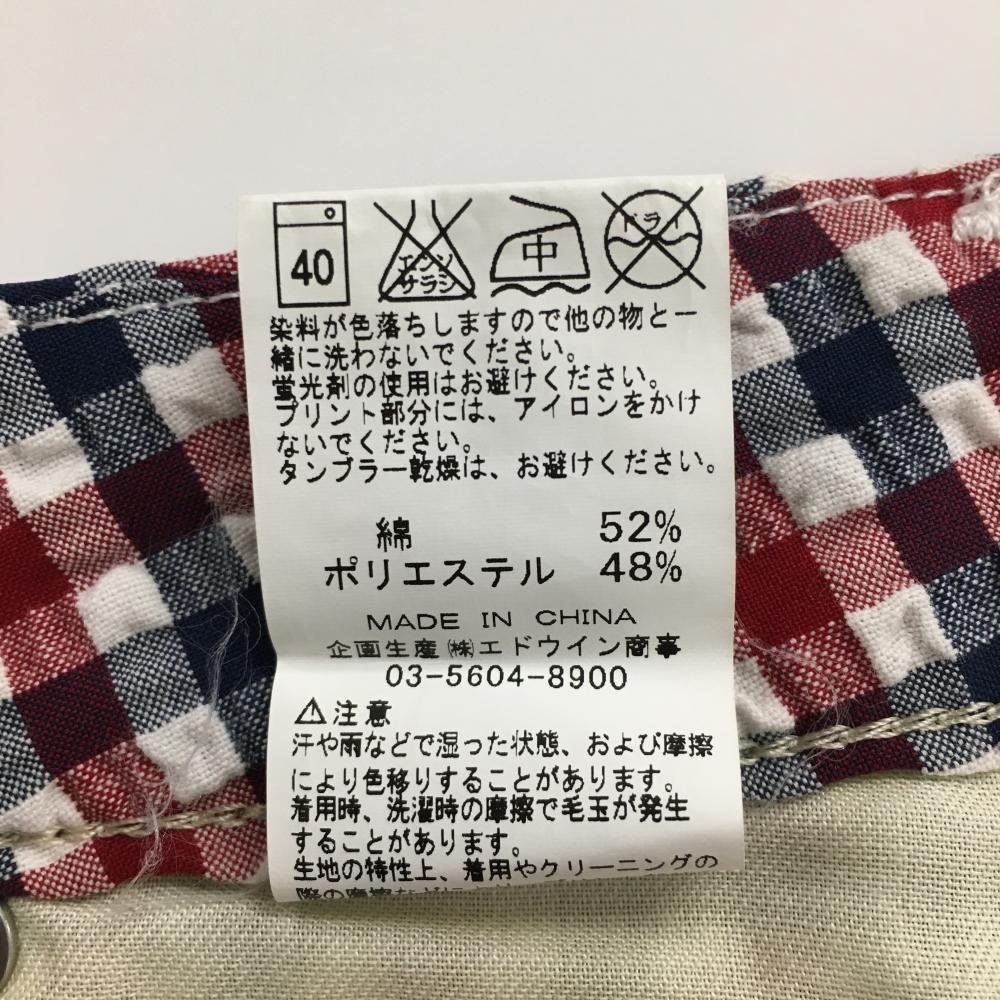 40
エンソ
サラシ
中
ドライ
染料が色落ちしますので他の物と一
緒に洗わないでください。
蛍光剤の使用はお避けください。
プリント部分には、アイロンをかけ
ないでください。
タンブラー乾燥は、お避けください。
綿 52%
ポリエステル 48%
MADE IN CHINA
企画生産㈱エドウイン商事
03-5604-8900
⚠注意
汗や雨などで湿った状態、および摩擦
により色移りすることがあります。
着用時、洗濯時の摩擦で毛玉が発生
することがあります。
生地の特性上、着用やクリーニングの
際の摩擦など